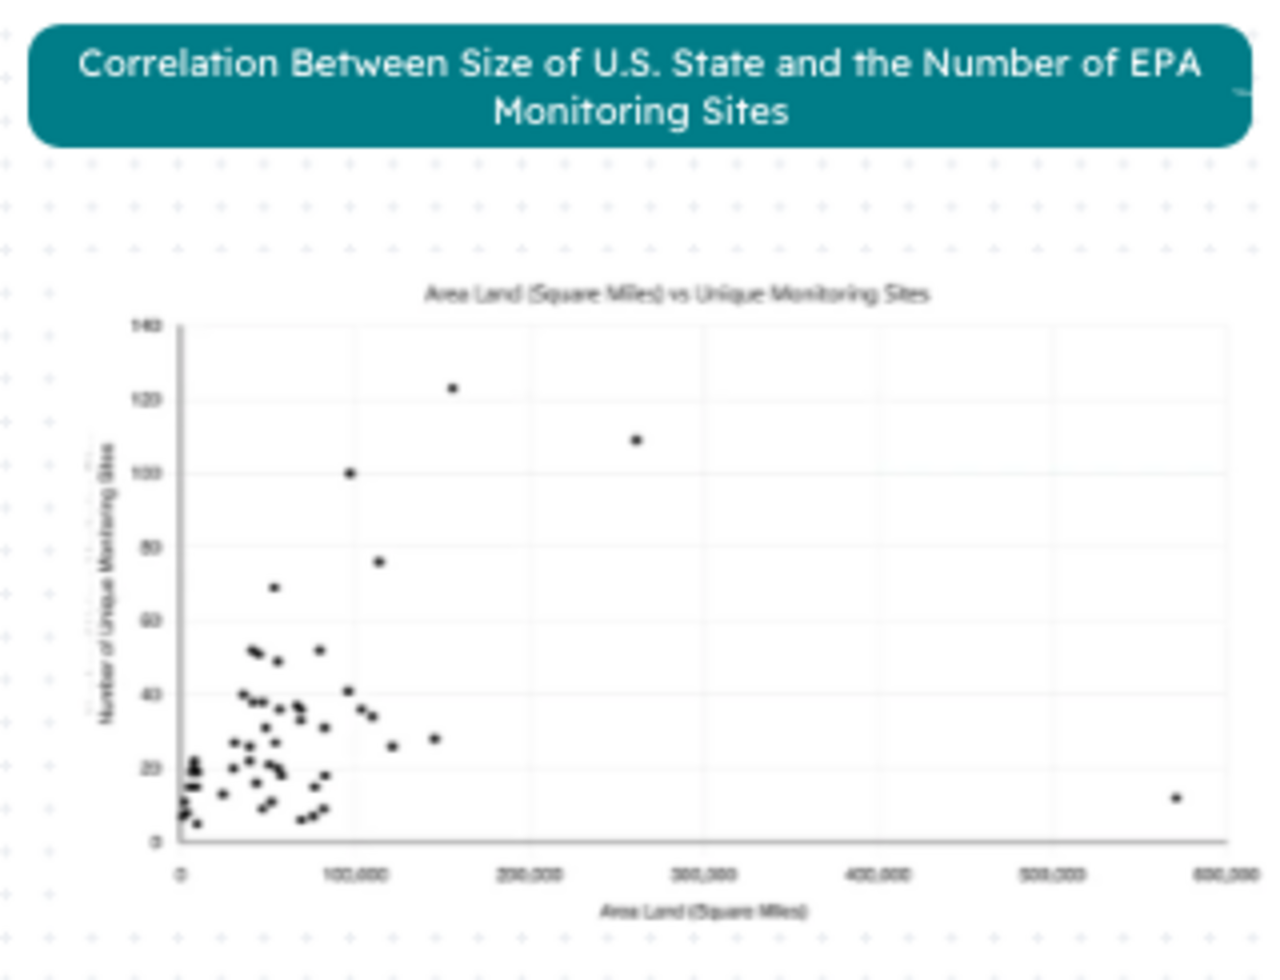 Correlation Between Size of U.S. State and the Number of EPA
Monitoring Sites
Area Land (Square Miles) vs Unique Monitoring Sites
140
120
100
80
60
40
20
0
Number of Unique Monitoring Sites
0 100,000 200,000 300,000 400,000 500,000 600,000
Area Land (Square Miles)